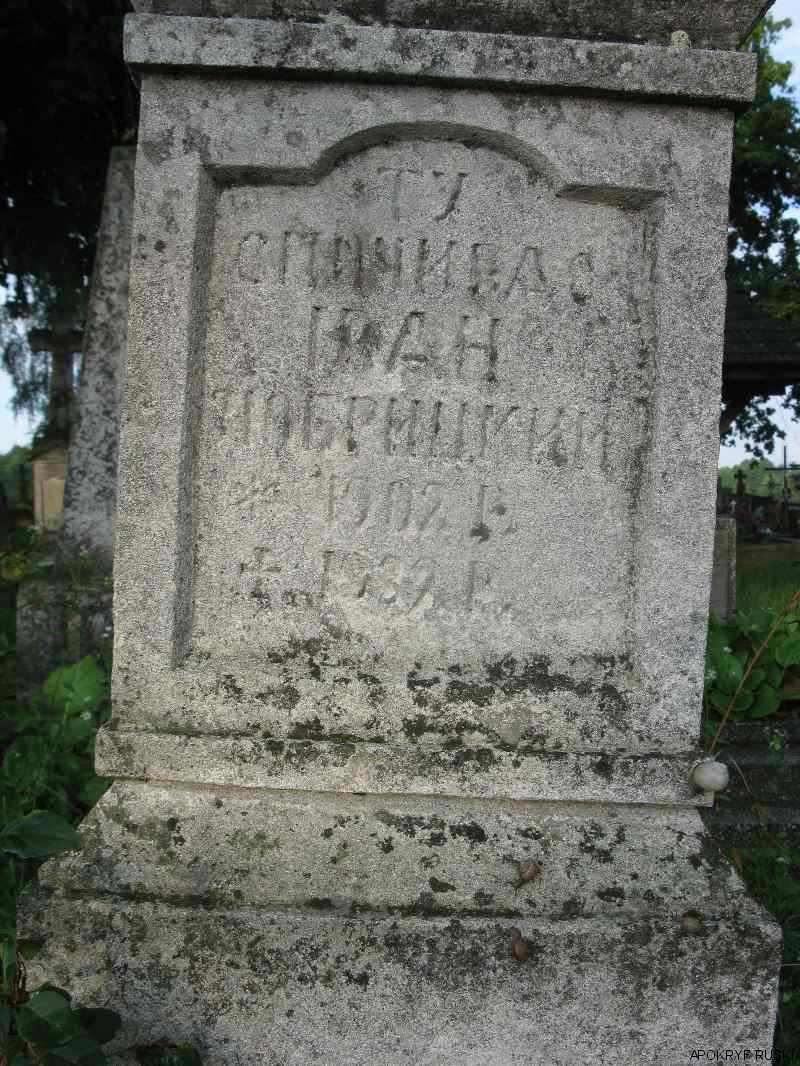 ТУ
СПОЧИВАЄ
ІВАН
* 1902 Р.
+ 1932 Р.
APOKRYF RUSKI